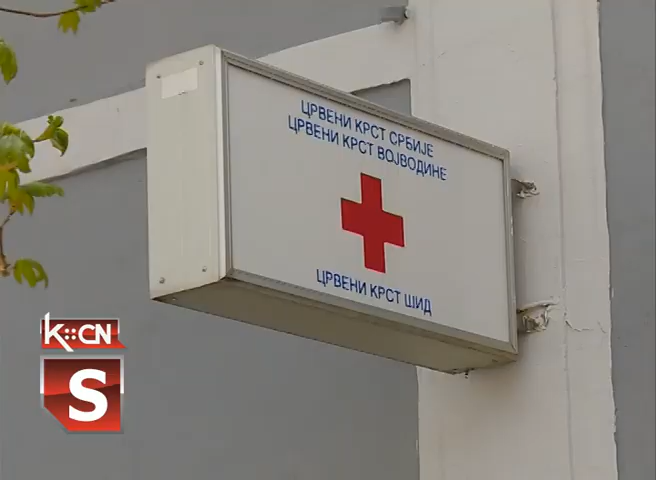 ЦРВЕНИ КРСТ СРБИЈЕ
ЦРВЕНИ КРСТ ВОЈВОДИНЕ
ЦРВЕНИ КРСТ ШИД
K::CN
S